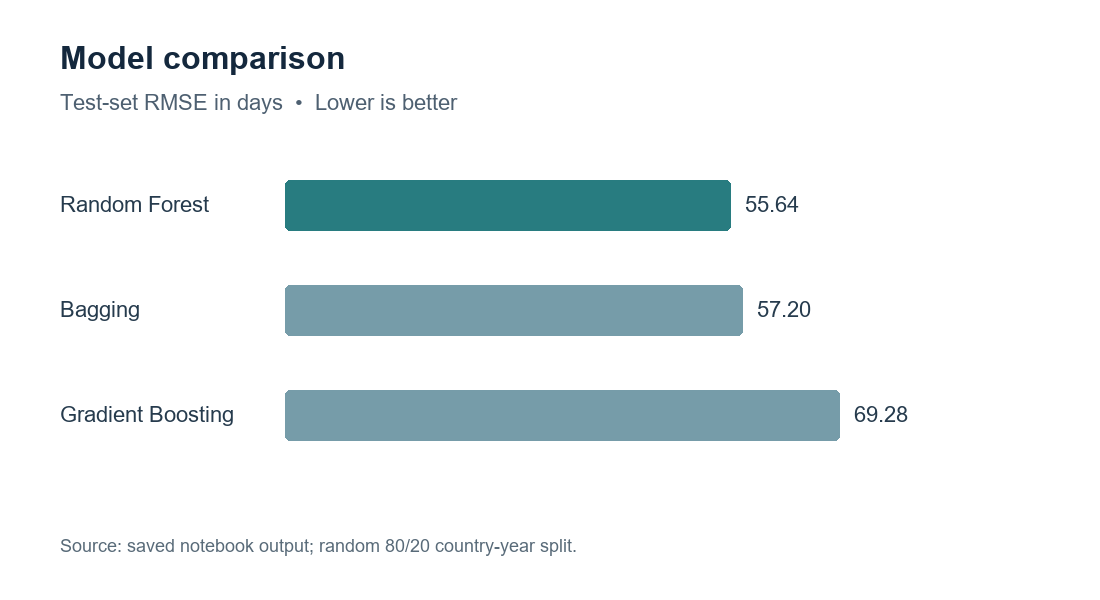 Model comparison
Test-set RMSE in days • Lower is better
Random Forest 55.64
Bagging 57.20
Gradient Boosting 69.28
Source: saved notebook output; random 80/20 country-year split.